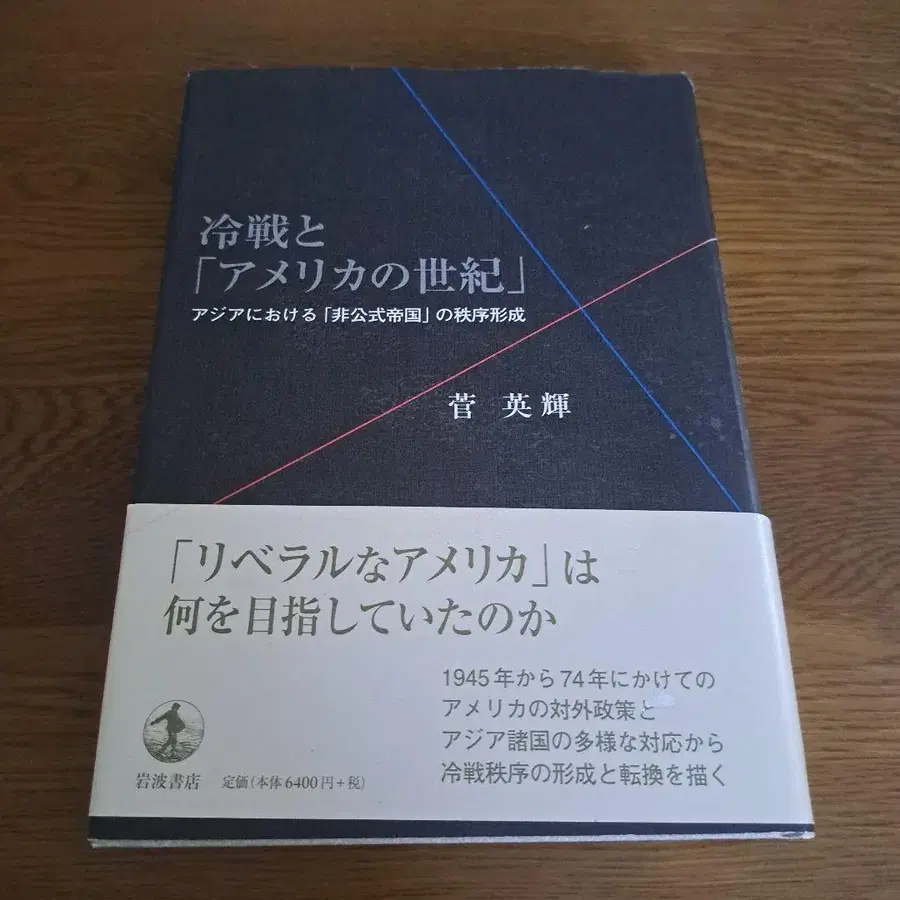 冷戦と
「アメリカの世紀」
アジアにおける「非公式帝国」の秩序形成
菅 英輝
「リベラルなアメリカ」は
何を目指していたのか
1945年から74年にかけての
アメリカの対外政策と
アジア諸国の多様な対応から
冷戦秩序の形成と転換を描く
岩波書店 定価(本体6400円+税)